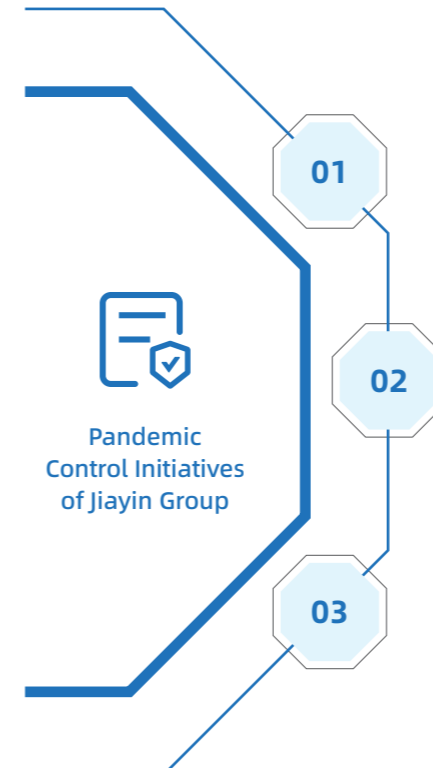 01
02
Pandemic
Control Initiatives
of Jiayin Group
03